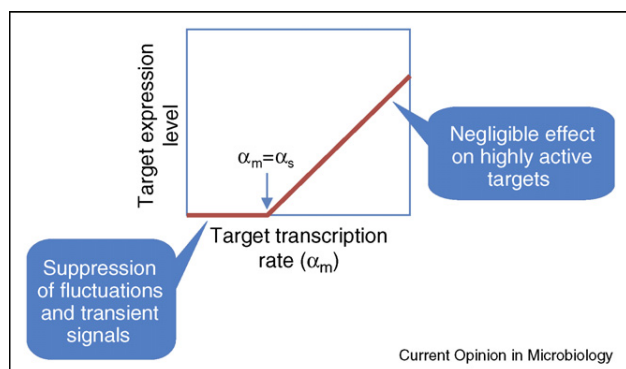 Target expression
level
αm=αs
Negligible effect
on highly active
targets
Target transcription
rate (αm)
Suppression
of fluctuations
and transient
signals
Current Opinion in Microbiology